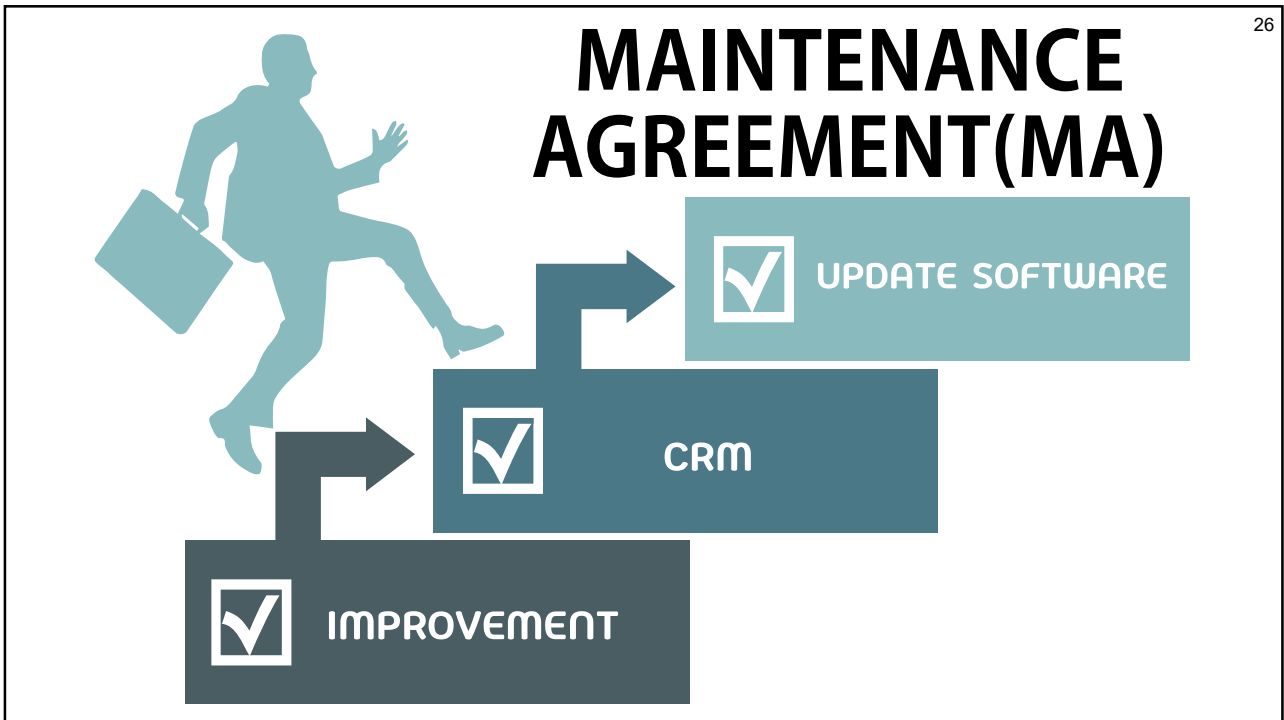 26
MAINTENANCE
AGREEMENT(MA)
UPDATE SOFTWARE
CRM
IMPROVEMENT